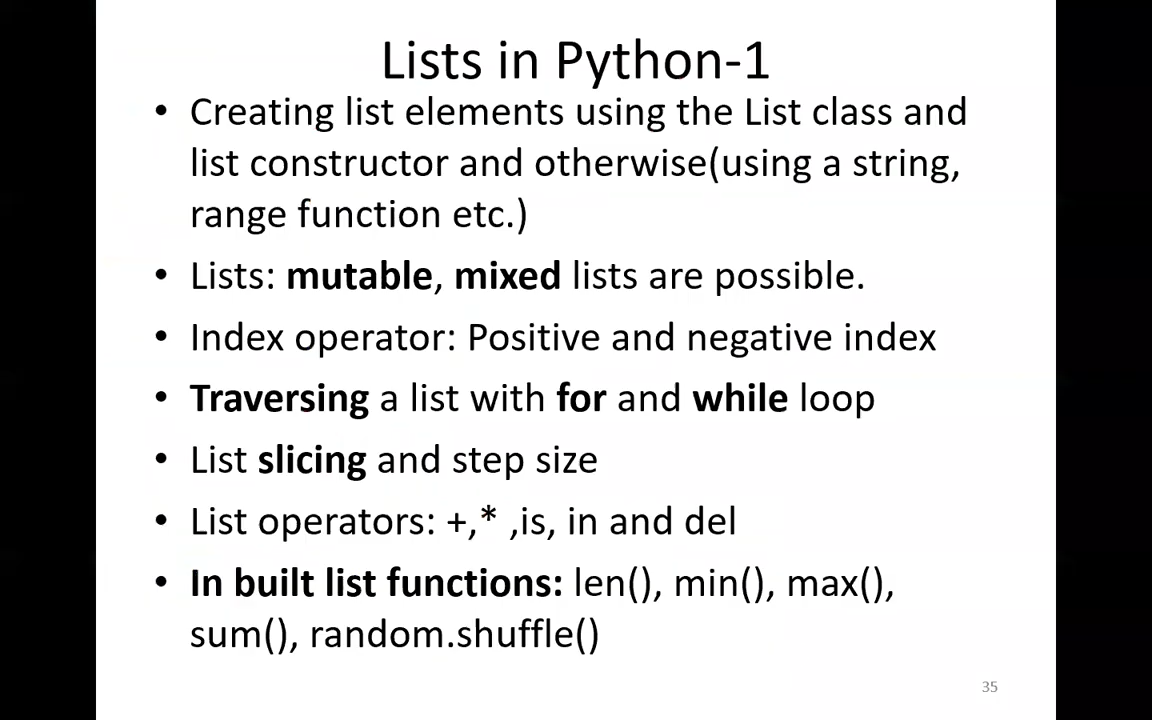 Lists in Python-1
• Creating list elements using the List class and
list constructor and otherwise(using a string,
range function etc.)
• Lists: mutable, mixed lists are possible.
• Index operator: Positive and negative index
• Traversing a list with for and while loop
• List slicing and step size
• List operators: +,* ,is, in and del
• In built list functions: len(), min(), max(),
sum(), random.shuffle()
35